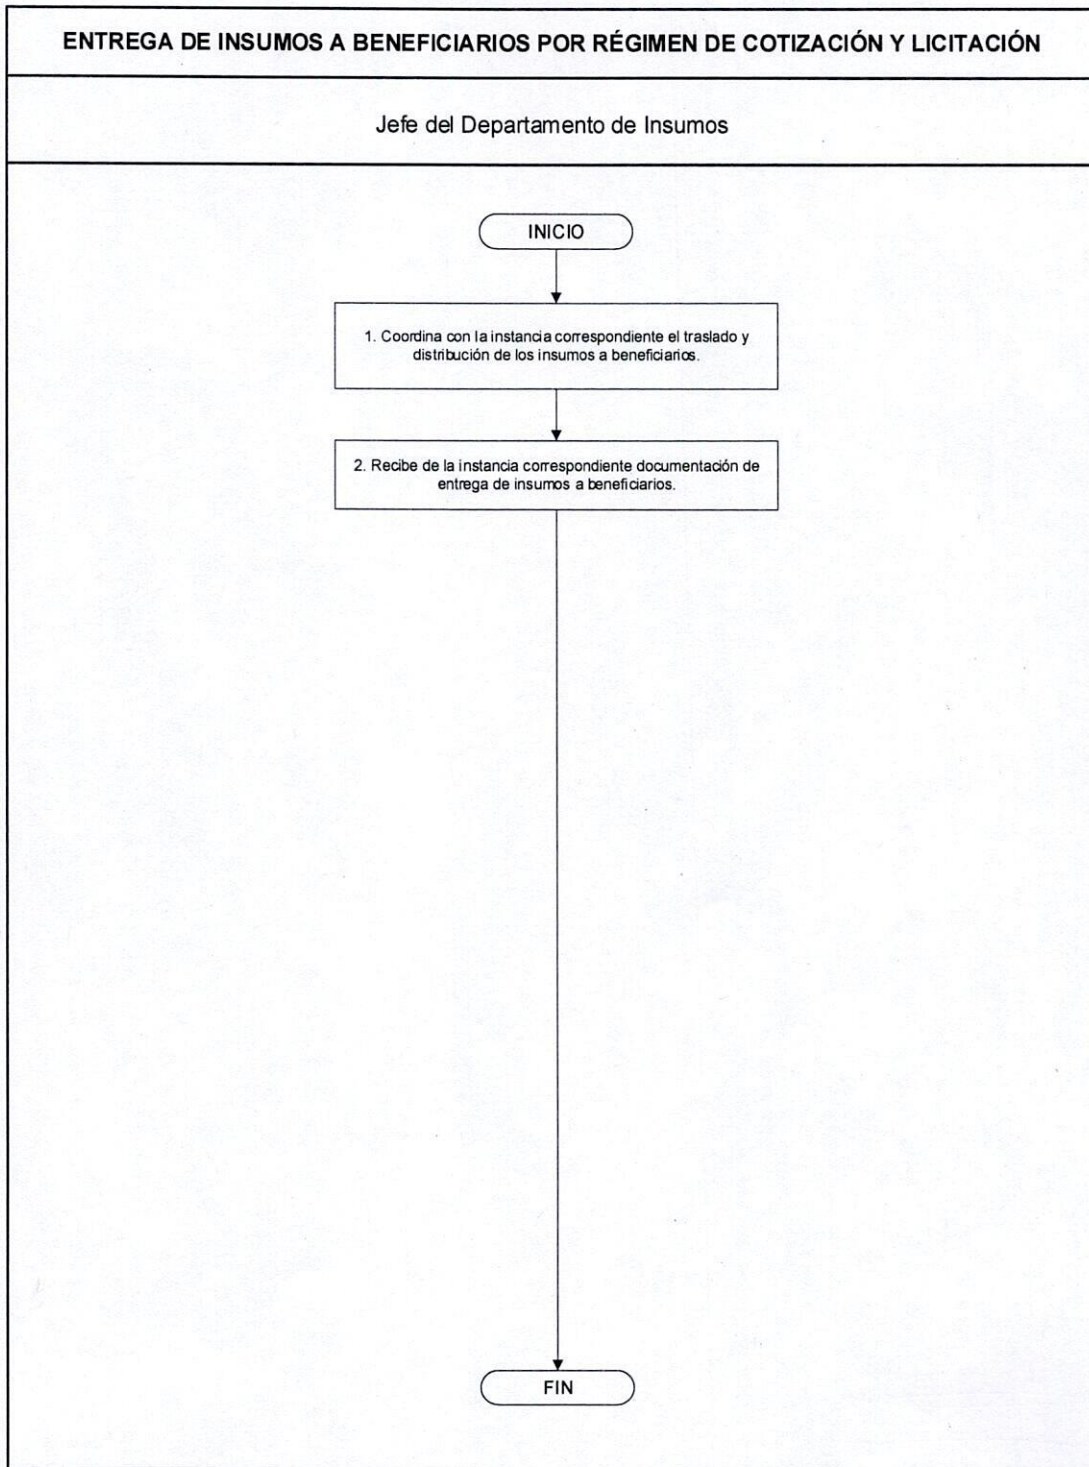 ENTREGA DE INSUMOS A BENEFICIARIOS POR RÉGIMEN DE COTIZACIÓN Y LICITACIÓN
Jefe del Departamento de Insumos
INICIO
1. Coordina con la instancia correspondiente el traslado y
distribución de los insumos a beneficiarios.
2. Recibe de la instancia correspondiente documentación de
entrega de insumos a beneficiarios.
FIN